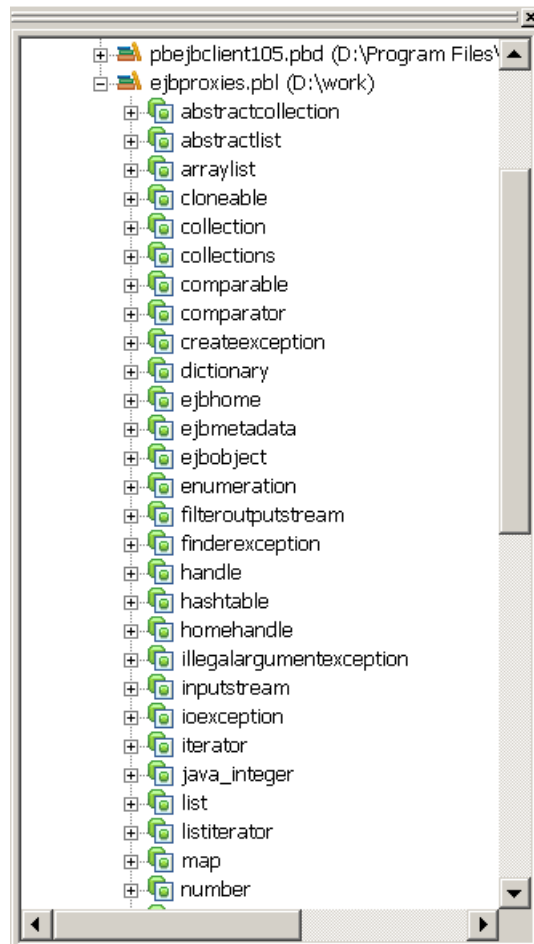 pbejbclient105.pbd (D:\Program Files\
ejbproxies.pbl (D:\work)
abstractcollection
abstractlist
arraylist
cloneable
collection
collections
comparable
comparator
createexception
dictionary
ejbhome
ejbmetadata
ejbobject
enumeration
filteroutputstream
finderexception
handle
hashtable
homehandle
illegalargumentexception
inputstream
ioexception
iterator
java_integer
list
listiterator
map
number